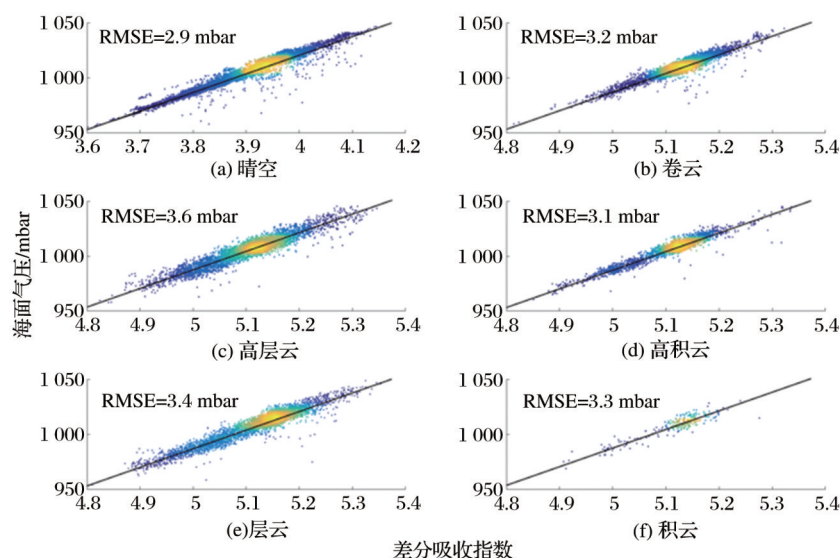 1 050
RMSE=2.9 mbar
1 000
950
3.6 3.7 3.8 3.9 4 4.1 4.2
(a) 晴空
1 050
RMSE=3.2 mbar
1 000
950
4.8 4.9 5 5.1 5.2 5.3 5.4
(b) 卷云
海面气压/mbar
1 050
RMSE=3.6 mbar
1 000
950
4.8 4.9 5 5.1 5.2 5.3 5.4
(c) 高层云
1 050
RMSE=3.1 mbar
1 000
950
4.8 4.9 5 5.1 5.2 5.3 5.4
(d) 高积云
1 050
RMSE=3.4 mbar
1 000
950
4.8 4.9 5 5.1 5.2 5.3 5.4
(e)层云
1 050
RMSE=3.3 mbar
1 000
950
4.8 4.9 5 5.1 5.2 5.3 5.4
(f) 积云
差分吸收指数